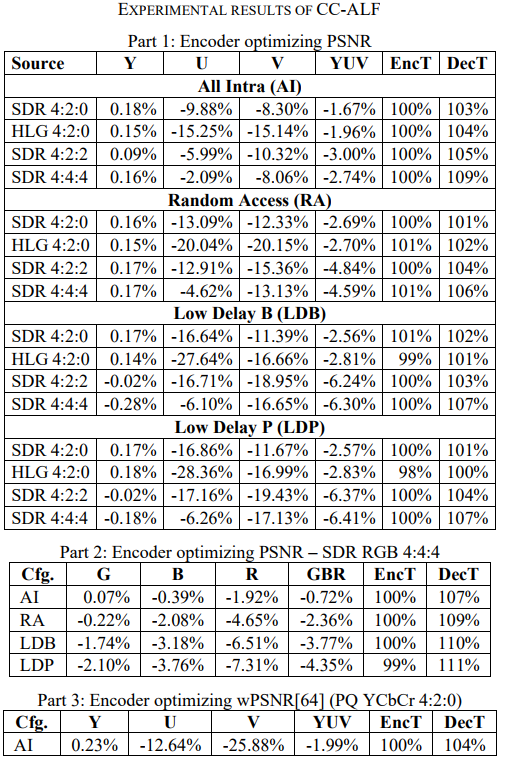 EXPERIMENTAL RESULTS OF CC-ALF
Part 1: Encoder optimizing PSNR
Source Y U V YUV EncT DecT
All Intra (AI)
SDR 4:2:0 0.18% -9.88% -8.30% -1.67% 100% 103%
HLG 4:2:0 0.15% -15.25% -15.14% -1.96% 100% 104%
SDR 4:2:2 0.09% -5.99% -10.32% -3.00% 100% 105%
SDR 4:4:4 0.16% -2.09% -8.06% -2.74% 100% 109%
Random Access (RA)
SDR 4:2:0 0.16% -13.09% -12.33% -2.69% 100% 101%
HLG 4:2:0 0.15% -20.04% -20.15% -2.70% 101% 102%
SDR 4:2:2 0.17% -12.91% -15.36% -4.84% 100% 104%
SDR 4:4:4 0.17% -4.62% -13.13% -4.59% 101% 106%
Low Delay B (LDB)
SDR 4:2:0 0.17% -16.64% -11.39% -2.56% 101% 102%
HLG 4:2:0 0.14% -27.64% -16.66% -2.81% 99% 101%
SDR 4:2:2 -0.02% -16.71% -18.95% -6.24% 100% 103%
SDR 4:4:4 -0.28% -6.10% -16.65% -6.30% 100% 107%
Low Delay P (LDP)
SDR 4:2:0 0.17% -16.86% -11.67% -2.57% 100% 101%
HLG 4:2:0 0.18% -28.36% -16.99% -2.83% 98% 100%
SDR 4:2:2 -0.02% -17.16% -19.43% -6.37% 100% 104%
SDR 4:4:4 -0.18% -6.26% -17.13% -6.41% 100% 107%
Part 2: Encoder optimizing PSNR – SDR RGB 4:4:4
Cfg. G B R GBR EncT DecT
AI 0.07% -0.39% -1.92% -0.72% 100% 107%
RA -0.22% -2.08% -4.65% -2.36% 100% 109%
LDB -1.74% -3.18% -6.51% -3.77% 100% 110%
LDP -2.10% -3.76% -7.31% -4.35% 99% 111%
Part 3: Encoder optimizing wPSNR[64] (PQ YCbCr 4:2:0)
Cfg. Y U V YUV EncT DecT
AI 0.23% -12.64% -25.88% -1.99% 100% 104%